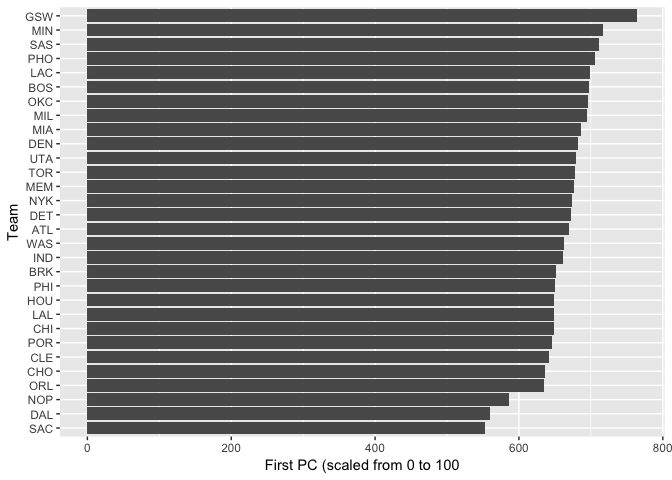 GSW
MIN
SAS
PHO
LAC
BOS
OKC
MIL
MIA
DEN
UTA
TOR
MEM
NYK
DET
ATL
WAS
IND
BRK
PHI
HOU
LAL
CHI
POR
CLE
CHO
ORL
NOP
DAL
SAC
Team
0 200 400 600 800
First PC (scaled from 0 to 100